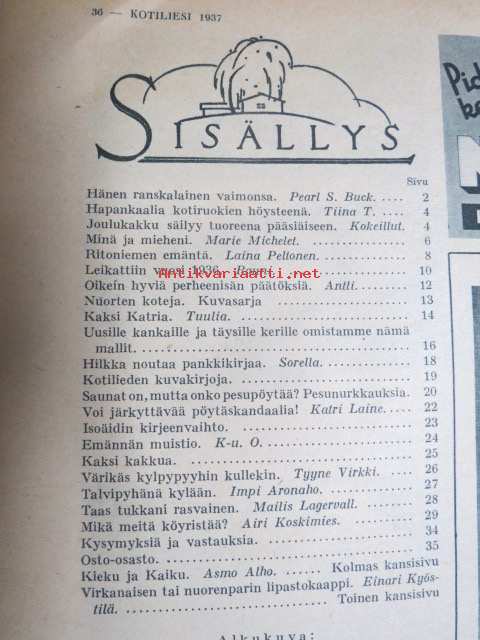 36 — KOTILIESI 1937
SISÄLLYS
Sivu
Hänen ranskalainen vaimonsa. Pearl S. Buck. .... 2
Hapankaalia kotiruokien höysteenä. Tiina T. .... 4
Joulukakku säilyy tuoreena pääsiäiseen. Kokeillut. 4
Minä ja mieheni. Marie Michelet. .... 6
Ritoniemen emäntä. Laina Peltonen. .... 8
Leikattiin 1936. 10
Antikvariaatti.net
Oikein hyviä perheenisän päätöksiä. Antti. .... 12
Nuorten koteja. Kuvasarja .... 13
Kaksi Katria. Tuulia. .... 14
Uusille kankaille ja täysille kerille omistamme nämä
mallit. .... 16
Hilkka noutaa pankkikirjaa. Sorella. .... 18
Kotilieden kuvakirjoja. .... 19
Saunat on, mutta onko pesupöytää? Pesunurkkauksia. 20
Voi järkyttävää pöytäskandaalia! Katri Laine. .... 22
Isoäidin kirjeenvaihto. .... 23
Emännän muistio. K-u. O. .... 24
Kaksi kakkua. .... 25
Värikäs kylpypyyhin kullekin. Tyyne Virkki. .... 26
Talvipyhänä kylään. Impi Aronaho. .... 27
Taas tukkani rasvainen. Mailis Lagervall. .... 28
Mikä meitä köyristää? Airi Koskimies. .... 29
Kysymyksiä ja vastauksia. .... 34
Osto-osasto. .... 35
Kieku ja Kaiku. Asmo Alho. .... Kolmas kansisivu
Virkanaisen tai nuorenparin lipastokaappi. Einari Kyös-
tilä. .... Toinen kansisivu
Alkukuva: